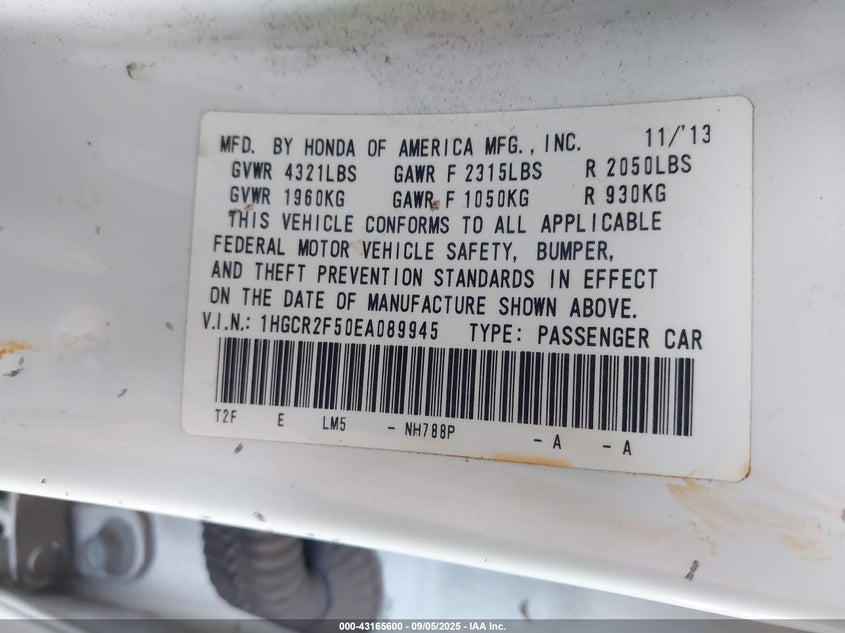 MFD. BY HONDA OF AMERICA MFG., INC. 11/'13
GVWR 4321LBS GAWR F 2315LBS R 2050LBS
GVWR 1960KG GAWR F 1050KG R 930KG
THIS VEHICLE CONFORMS TO ALL APPLICABLE
FEDERAL MOTOR VEHICLE SAFETY, BUMPER,
AND THEFT PREVENTION STANDARDS IN EFFECT
ON THE DATE OF MANUFACTURE SHOWN ABOVE.
V.I.N.: 1HGCR2F50EA089945 TYPE: PASSENGER CAR
T2F E LM5 - NH788P - A - A
000-43165600 - 09/05/2025 - IAA Inc.